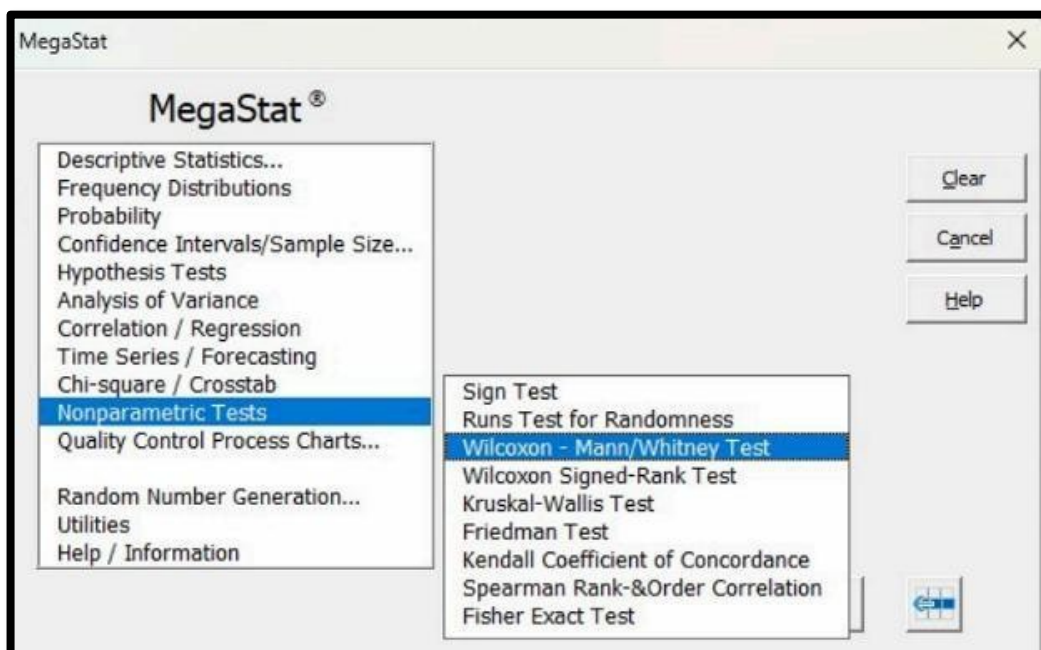 MegaStat
MegaStat ®
Descriptive Statistics...
Frequency Distributions
Probability
Confidence Intervals/Sample Size...
Hypothesis Tests
Analysis of Variance
Correlation / Regression
Time Series / Forecasting
Chi-square / Crosstab
Nonparametric Tests
Quality Control Process Charts...
Random Number Generation...
Utilities
Help / Information
Sign Test
Runs Test for Randomness
Wilcoxon - Mann/Whitney Test
Wilcoxon Signed-Rank Test
Kruskal-Wallis Test
Friedman Test
Kendall Coefficient of Concordance
Spearman Rank-&Order Correlation
Fisher Exact Test
Clear
Cancel
Help